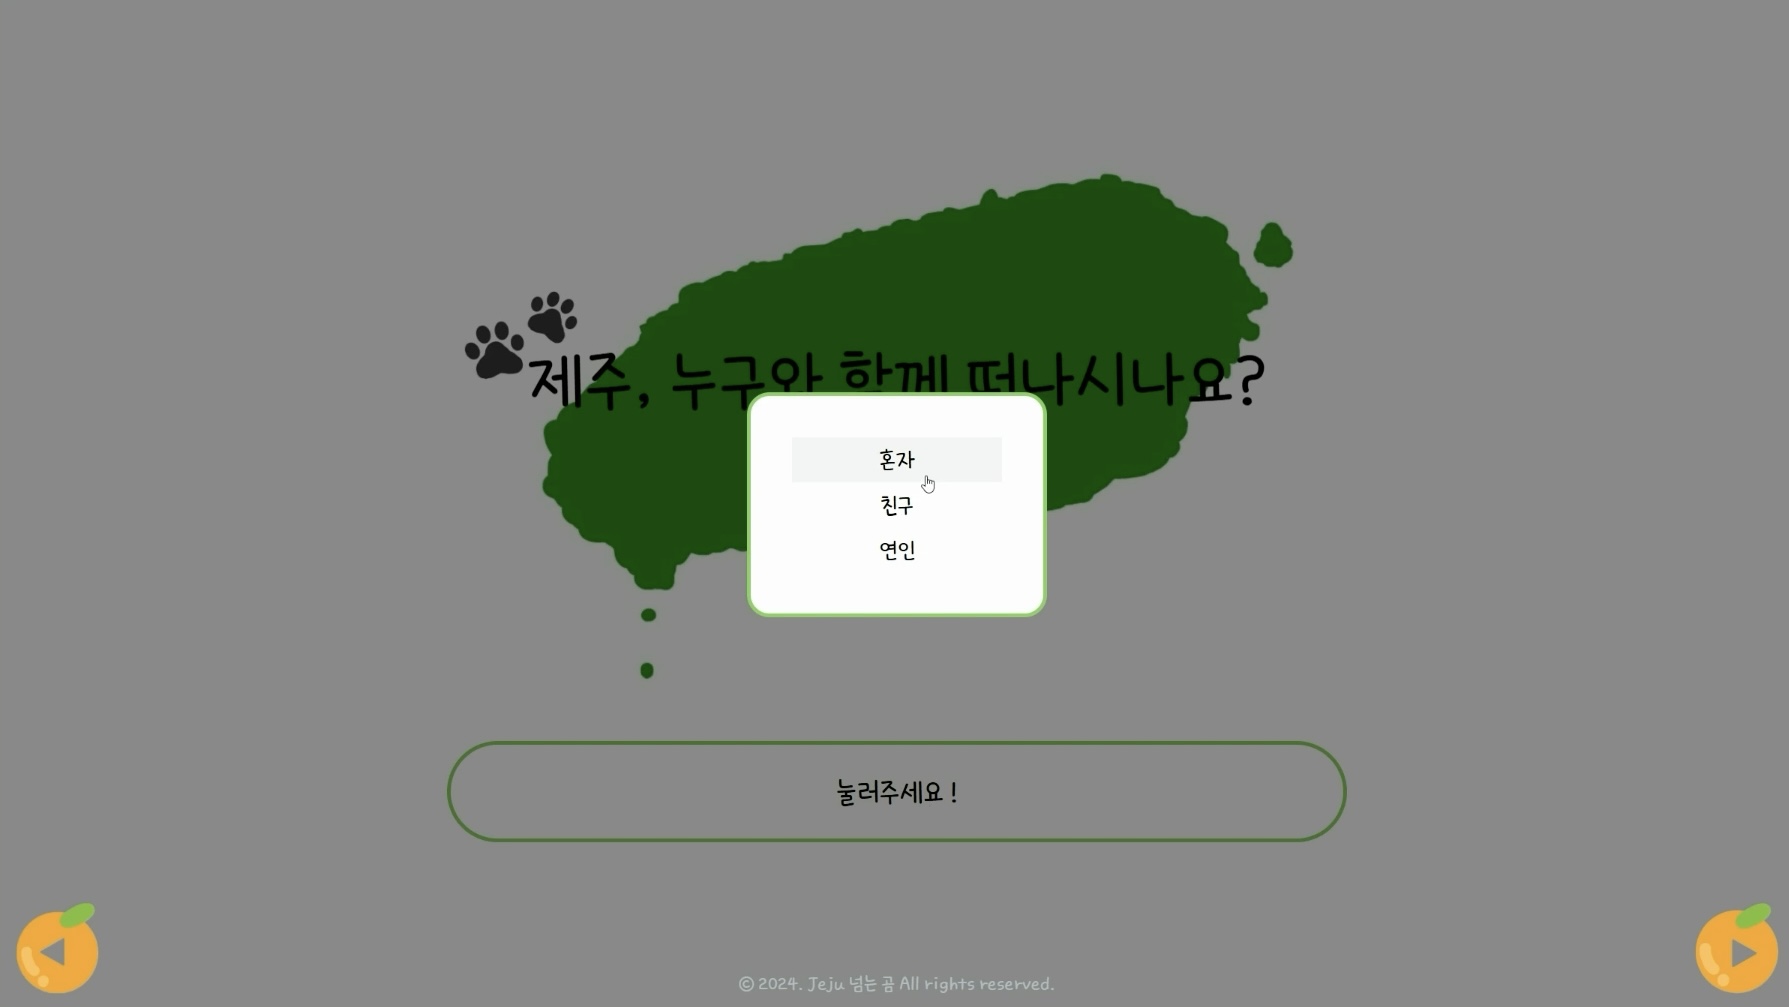 제주, 누구와 함께 떠나시나요?
혼자
친구
연인
눌러주세요 !
© 2024. Jeju 넘는 곰 All rights reserved.